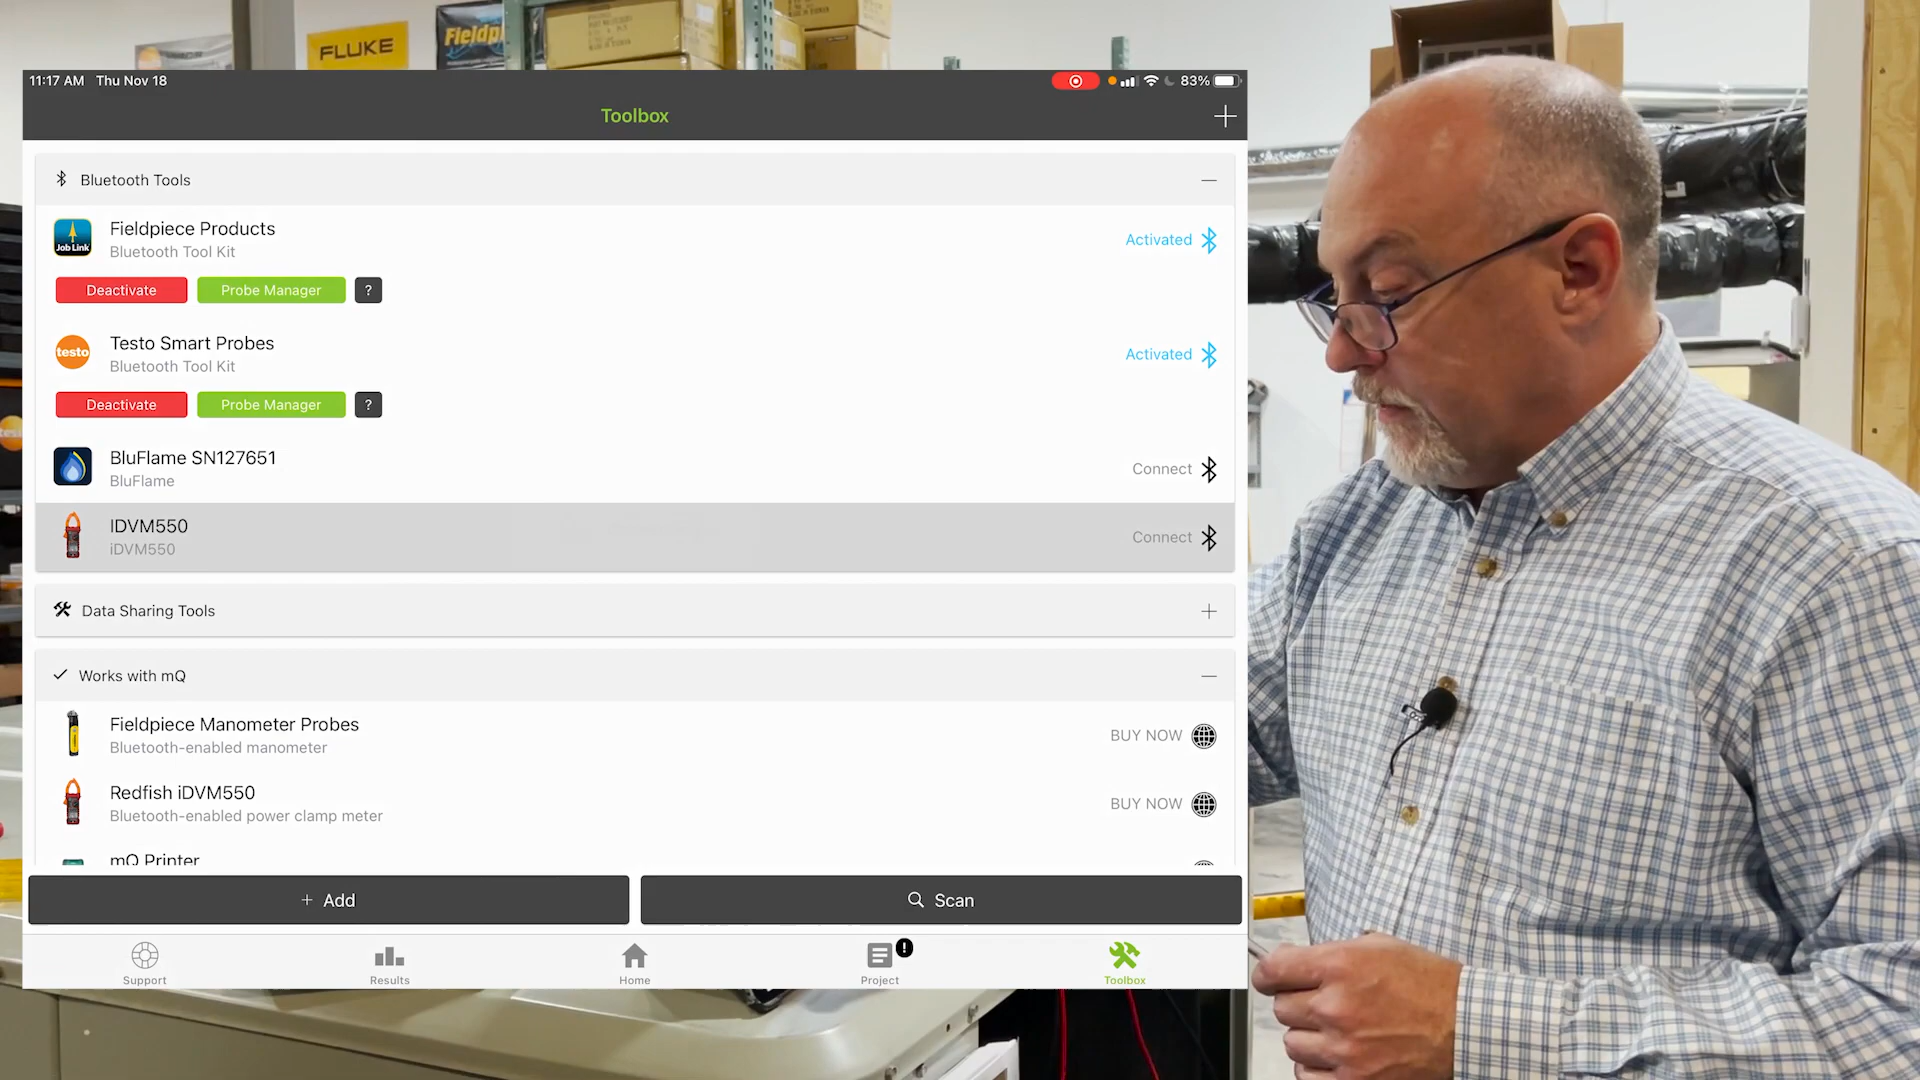 FLUKE
Fieldpi
11:17 AM Thu Nov 18
83%
Toolbox
Bluetooth Tools
Job Link
Fieldpiece Products
Bluetooth Tool Kit
Activated
Deactivate
Probe Manager
?
testo
Testo Smart Probes
Bluetooth Tool Kit
Activated
Deactivate
Probe Manager
?
BluFlame SN127651
BluFlame
Connect
IDVM550
iDVM550
Connect
Data Sharing Tools
Works with mQ
Fieldpiece Manometer Probes
Bluetooth-enabled manometer
BUY NOW
Redfish iDVM550
Bluetooth-enabled power clamp meter
BUY NOW
mQ Printer
+ Add
Scan
Support
Results
Home
!
Project
Toolbox